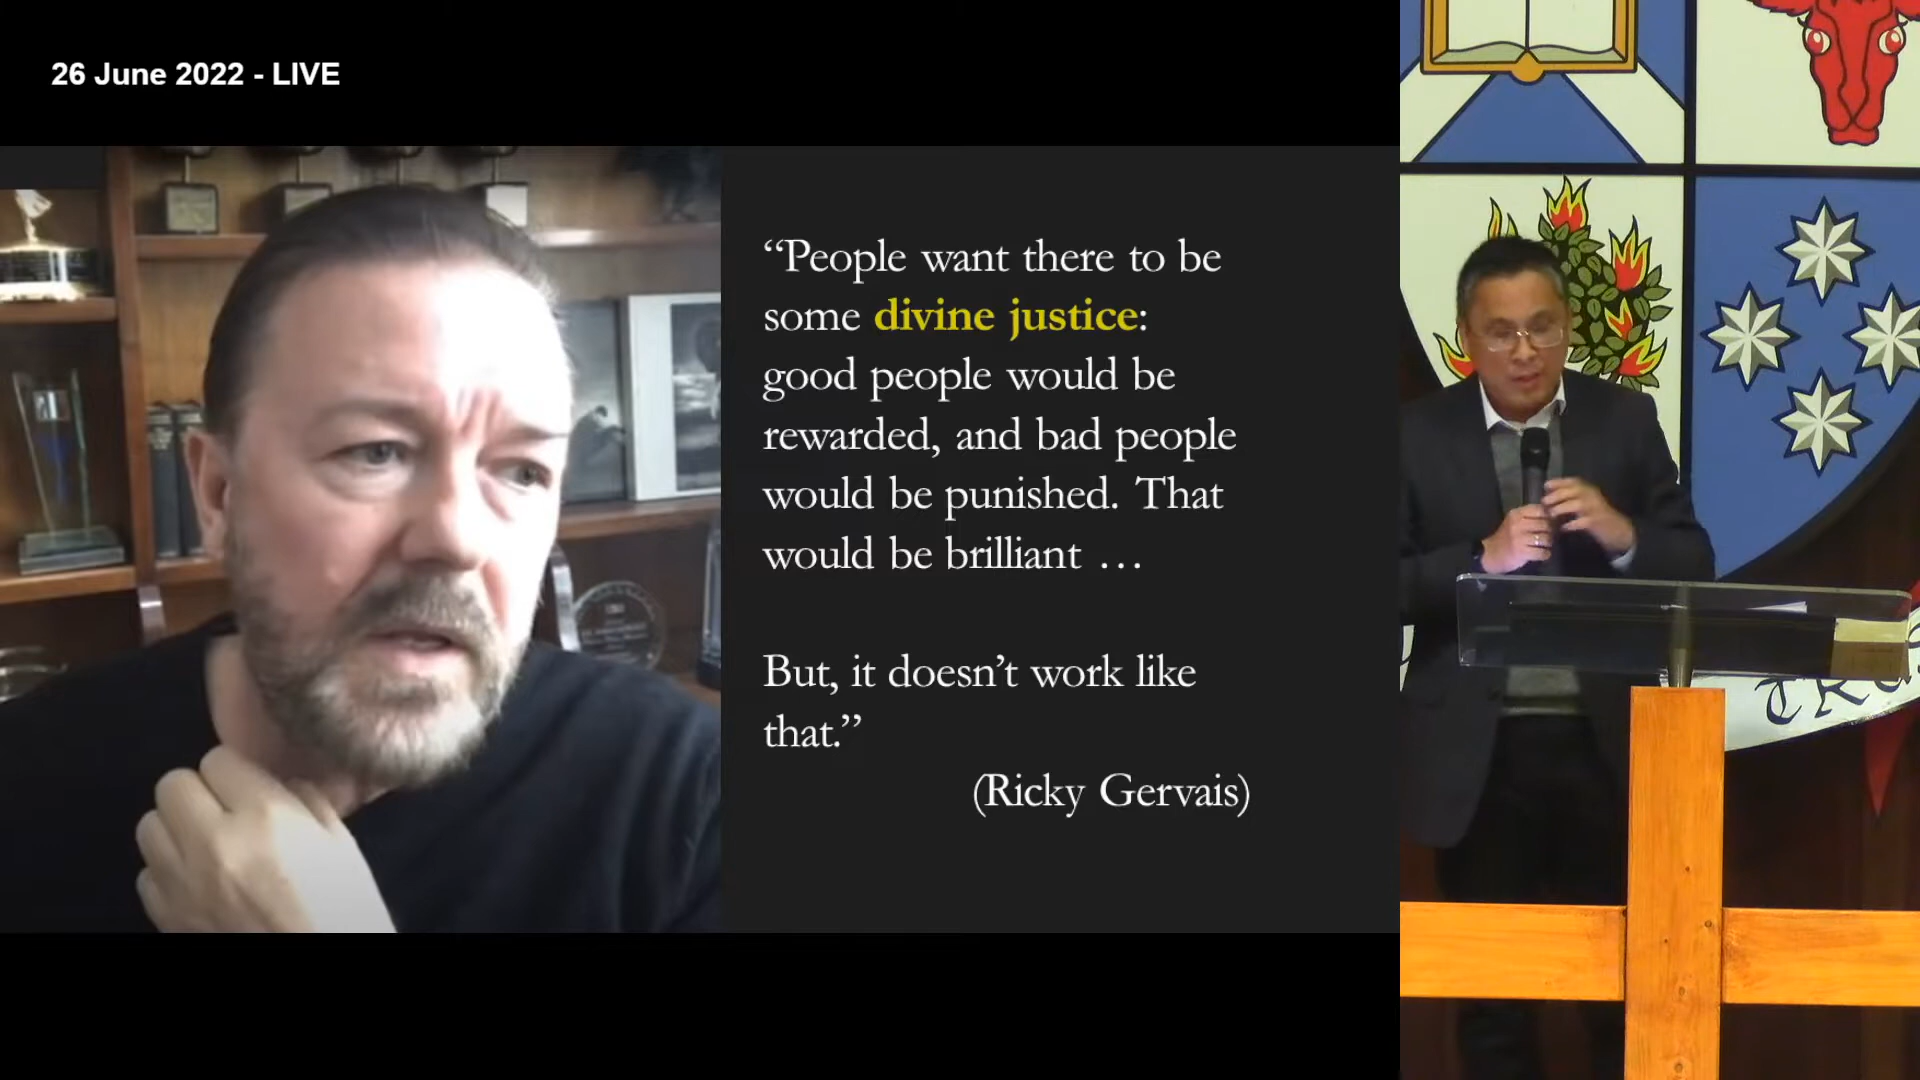 26 June 2022 - LIVE
“People want there to be
some divine justice:
good people would be
rewarded, and bad people
would be punished. That
would be brilliant …
But, it doesn’t work like
that.”
(Ricky Gervais)